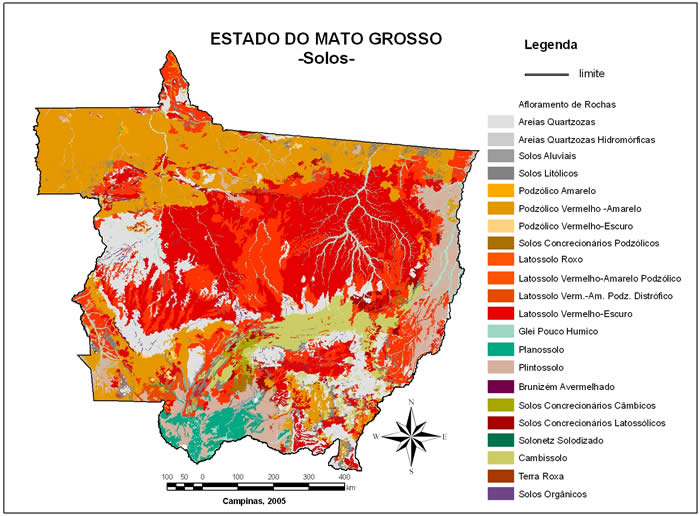 ESTADO DO MATO GROSSO
-Solos-
Legenda
limite
Afloramento de Rochas
Areias Quartzozas
Areias Quartzozas Hidromórficas
Solos Aluviais
Solos Litólicos
Podzólico Amarelo
Podzólico Vermelho -Amarelo
Podzólico Vermelho-Escuro
Solos Concrecionários Podzólicos
Latossolo Roxo
Latossolo Vermelho-Amarelo Podzólico
Latossolo Verm.-Am. Podz. Distrófico
Latossolo Vermelho-Escuro
Glei Pouco Humico
Planossolo
Plintossolo
Brunizém Avermelhado
Solos Concrecionários Câmbicos
Solos Concrecionários Latossólicos
Solonetz Solodizado
Cambissolo
Terra Roxa
Solos Orgânicos
N
W E
S
100 0 100 200 300 400
km
Campinas, 2005